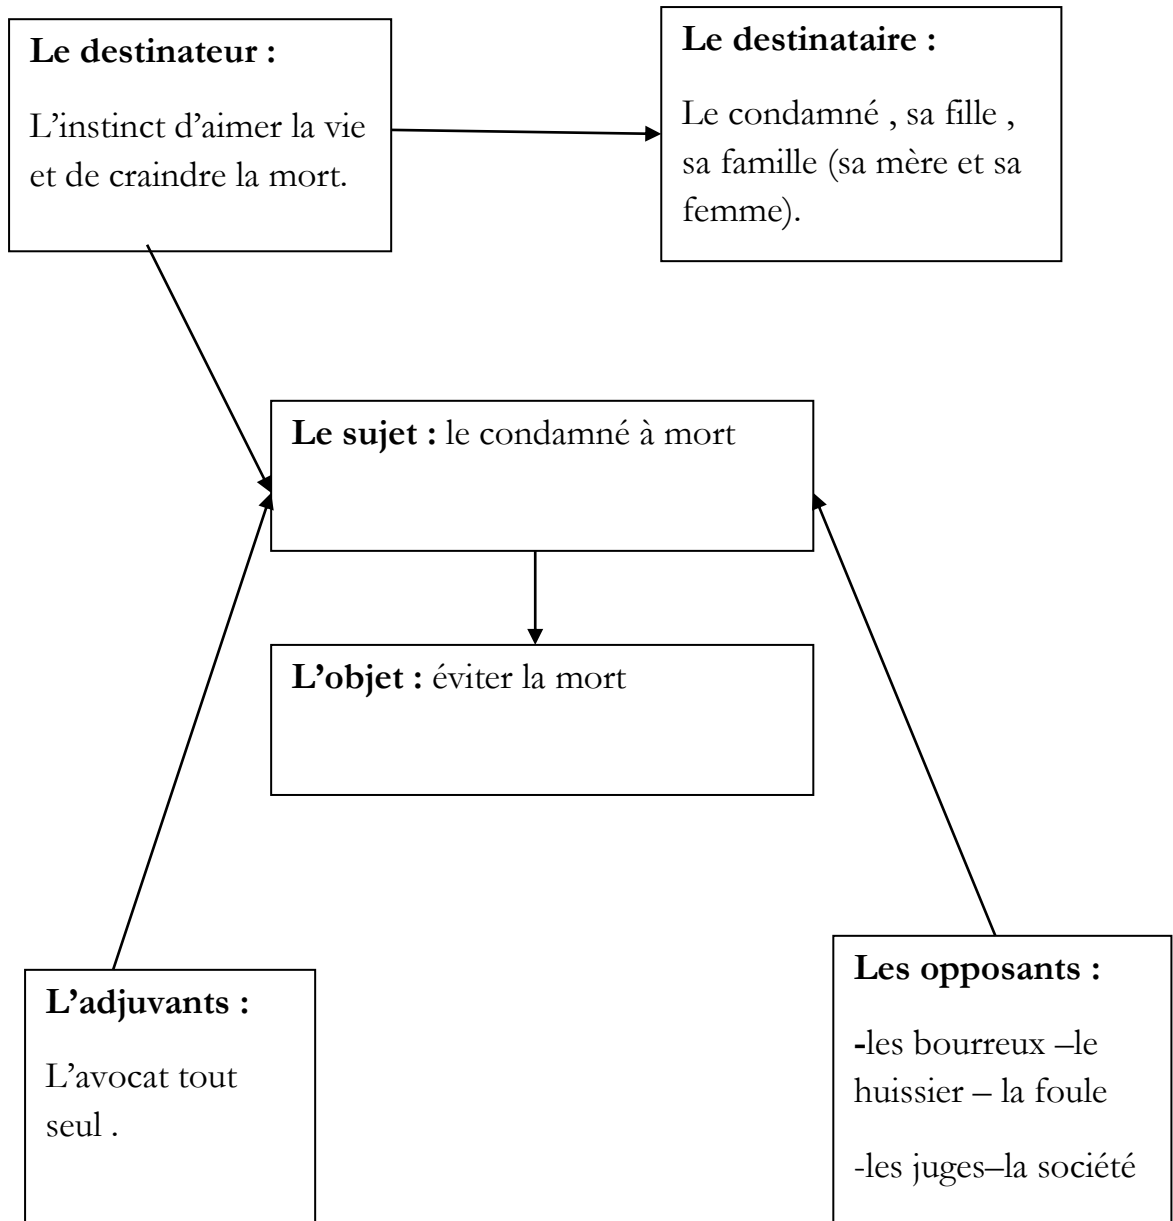 Le destinateur :
L’instinct d’aimer la vie
et de craindre la mort.
Le destinataire :
Le condamné , sa fille ,
sa famille (sa mère et sa
femme).
Le sujet : le condamné à mort
L’objet : éviter la mort
L’adjuvants :
L’avocat tout
seul .
Les opposants :
-les bourreux –le
huissier – la foule
-les juges–la société